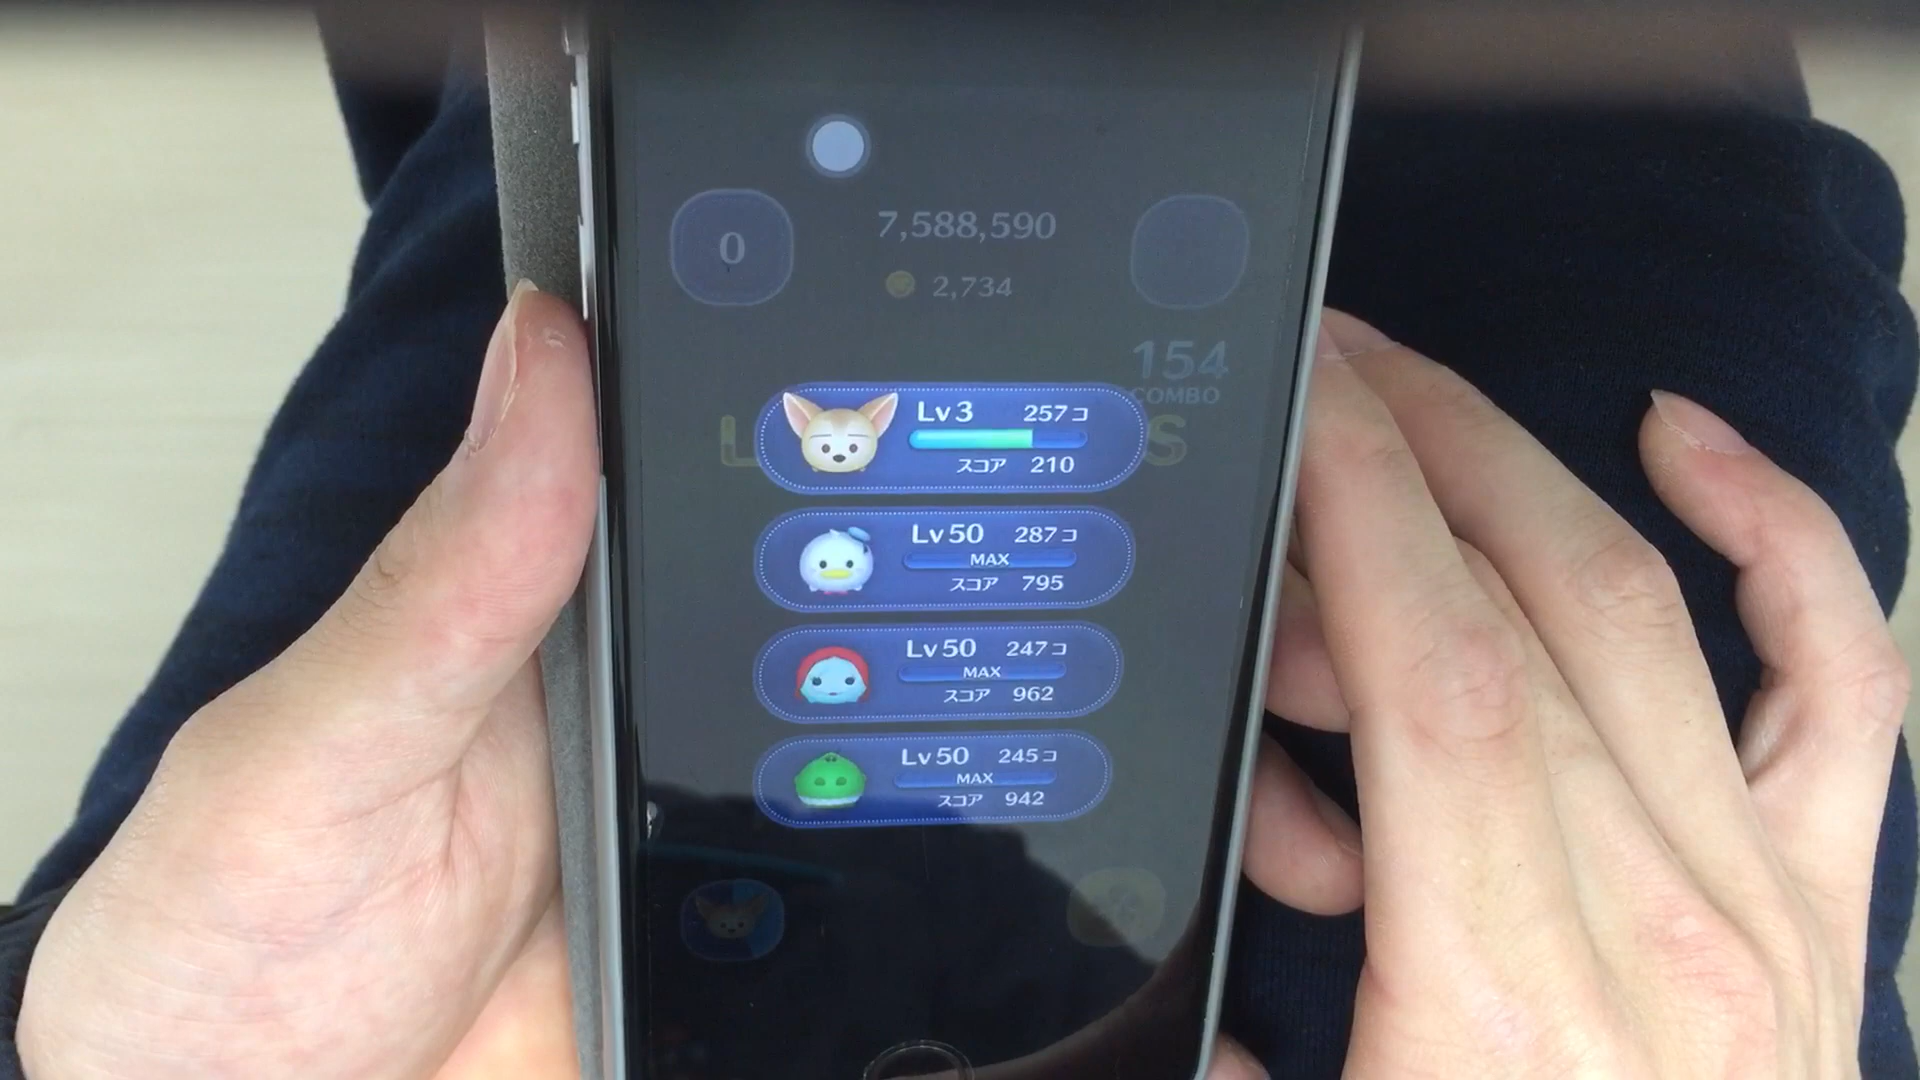 0
7,588,590
2,734
154
COMBO
L
S
Lv3 257コ
スコア 210
Lv50 287コ
MAX
スコア 795
Lv50 247コ
MAX
スコア 962
Lv50 245コ
MAX
スコア 942